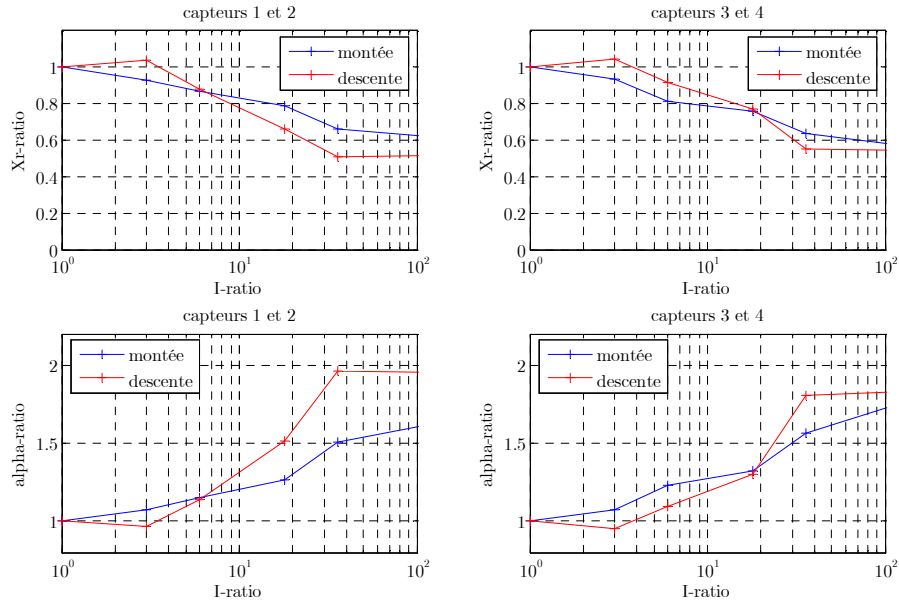 capteurs 1 et 2
1
0.8
0.6
0.4
0.2
0
Xr-ratio
montée
descente
10^0
10^1
10^2
I-ratio
capteurs 3 et 4
1
0.8
0.6
0.4
0.2
0
Xr-ratio
montée
descente
10^0
10^1
10^2
I-ratio
capteurs 1 et 2
2
1.5
1
alpha-ratio
montée
descente
10^0
10^1
10^2
I-ratio
capteurs 3 et 4
2
1.5
1
alpha-ratio
montée
descente
10^0
10^1
10^2
I-ratio